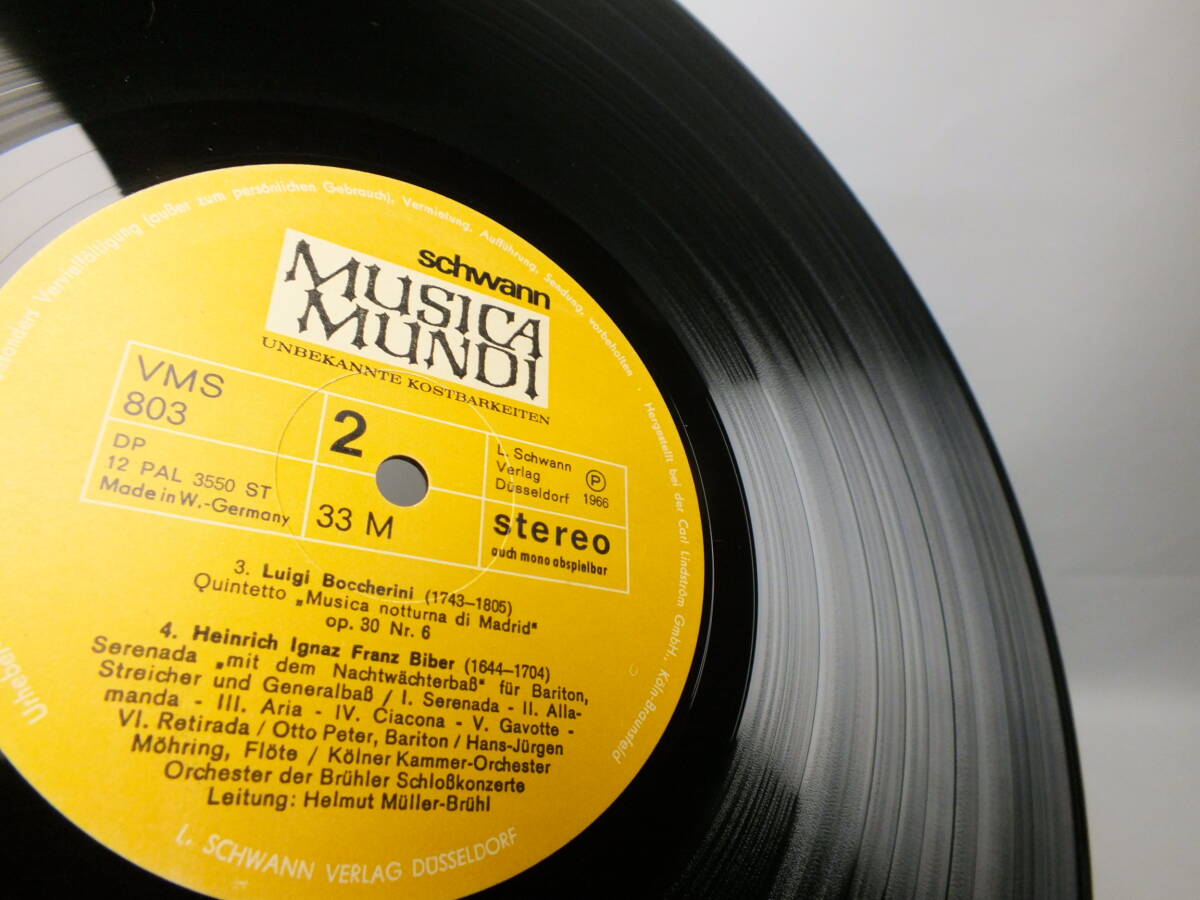 schwann
MUSICA
MUNDI
UNBEKANNTE KOSTBARKEITEN
VMS
803
2
L. Schwann
Verlag
Düsseldorf
P
1966
DP
12 PAL 3550 ST
Made in W.-Germany
33 M
stereo
auch mono abspielbar
3. Luigi Boccherini (1743–1805)
Quintetto „Musica notturna di Madrid"
op. 30 Nr. 6
4. Heinrich Ignaz Franz Biber (1644–1704)
Serenada „mit dem Nachtwächterbaß" für Bariton,
Streicher und Generalbaß / I. Serenada - II. Alla-
manda - III. Aria - IV. Ciacona - V. Gavotte -
VI. Retirada / Otto Peter, Bariton / Hans-Jürgen
Möhring, Flöte / Kölner Kammer-Orchester
Orchester der Brühler Schloßkonzerte
Leitung: Helmut Müller-Brühl
Vervielfältigung (außer zum persönlichen Gebrauch), Vermietung, Aufführung, Sendung, vorbehalten · Hergestellt bei der Carl Lindström GmbH., Köln-Braunsfeld
L. SCHWANN VERLAG DÜSSELDORF